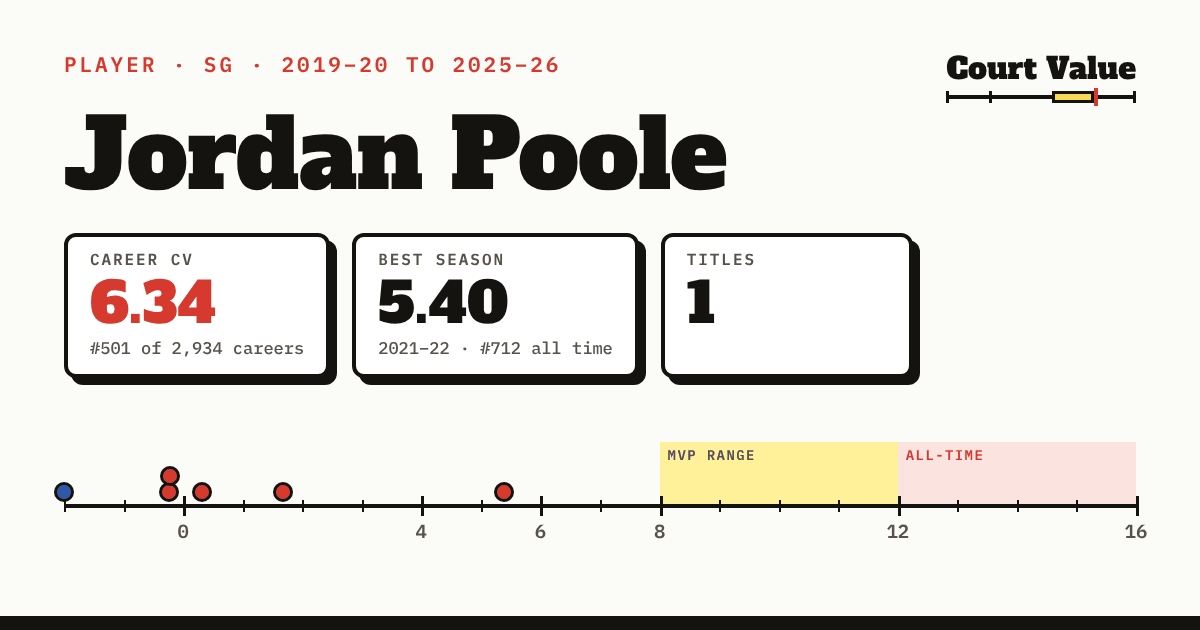 PLAYER · SG · 2019–20 TO 2025–26
Court Value
Jordan Poole
CAREER CV
6.34
#501 of 2,934 careers
BEST SEASON
5.40
2021–22 · #712 all time
TITLES
1
MVP RANGE
ALL-TIME
0 4 6 8 12 16